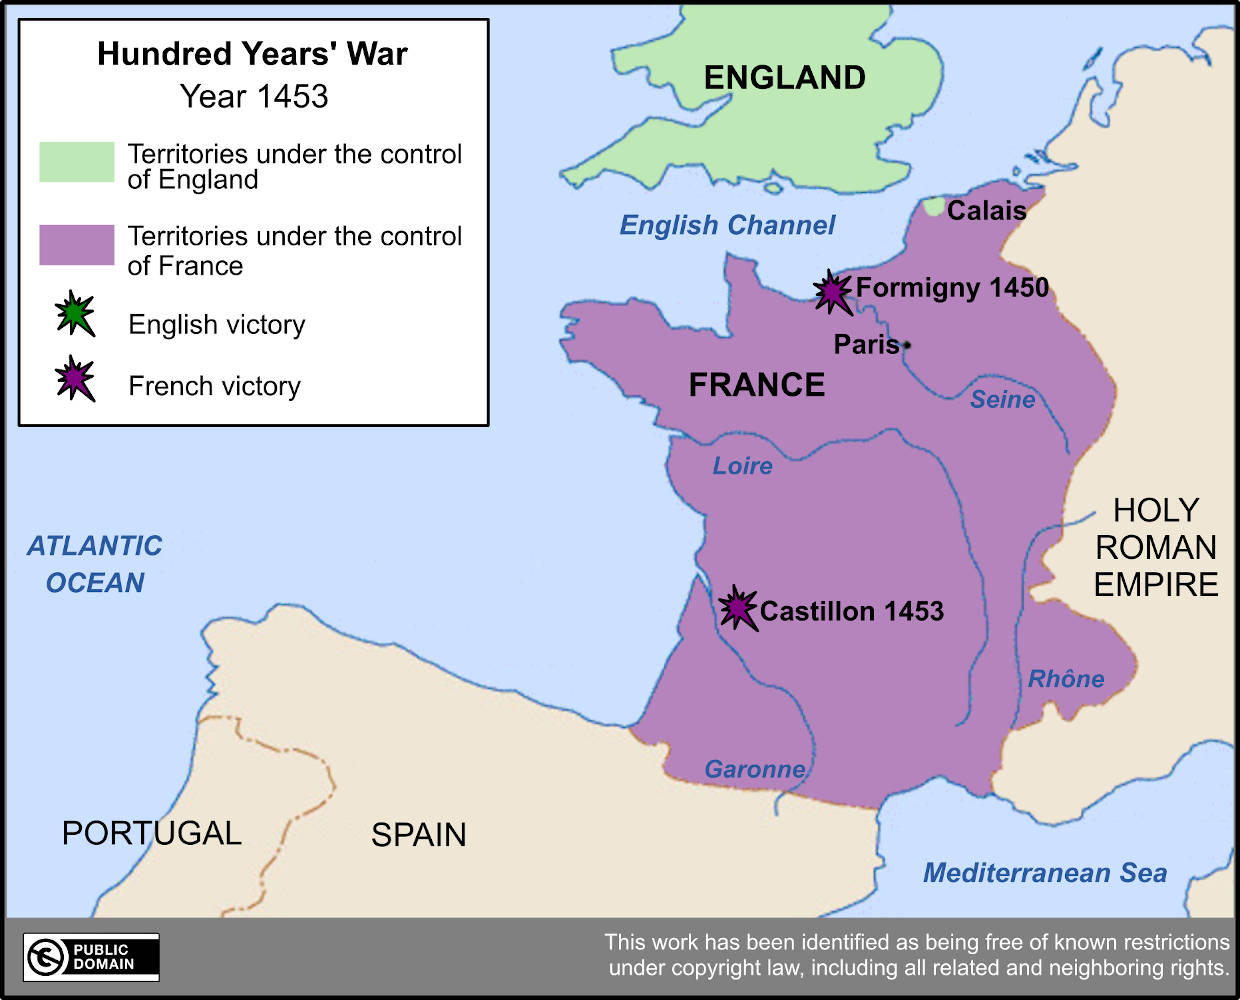 Hundred Years' War
Year 1453
Territories under the control
of England
Territories under the control
of France
English victory
French victory
ENGLAND
English Channel
Calais
Formigny 1450
Paris
FRANCE
Seine
Loire
HOLY
ROMAN
EMPIRE
ATLANTIC
OCEAN
Castillon 1453
Rhône
Garonne
PORTUGAL
SPAIN
Mediterranean Sea
PUBLIC
DOMAIN
This work has been identified as being free of known restrictions
under copyright law, including all related and neighboring rights.